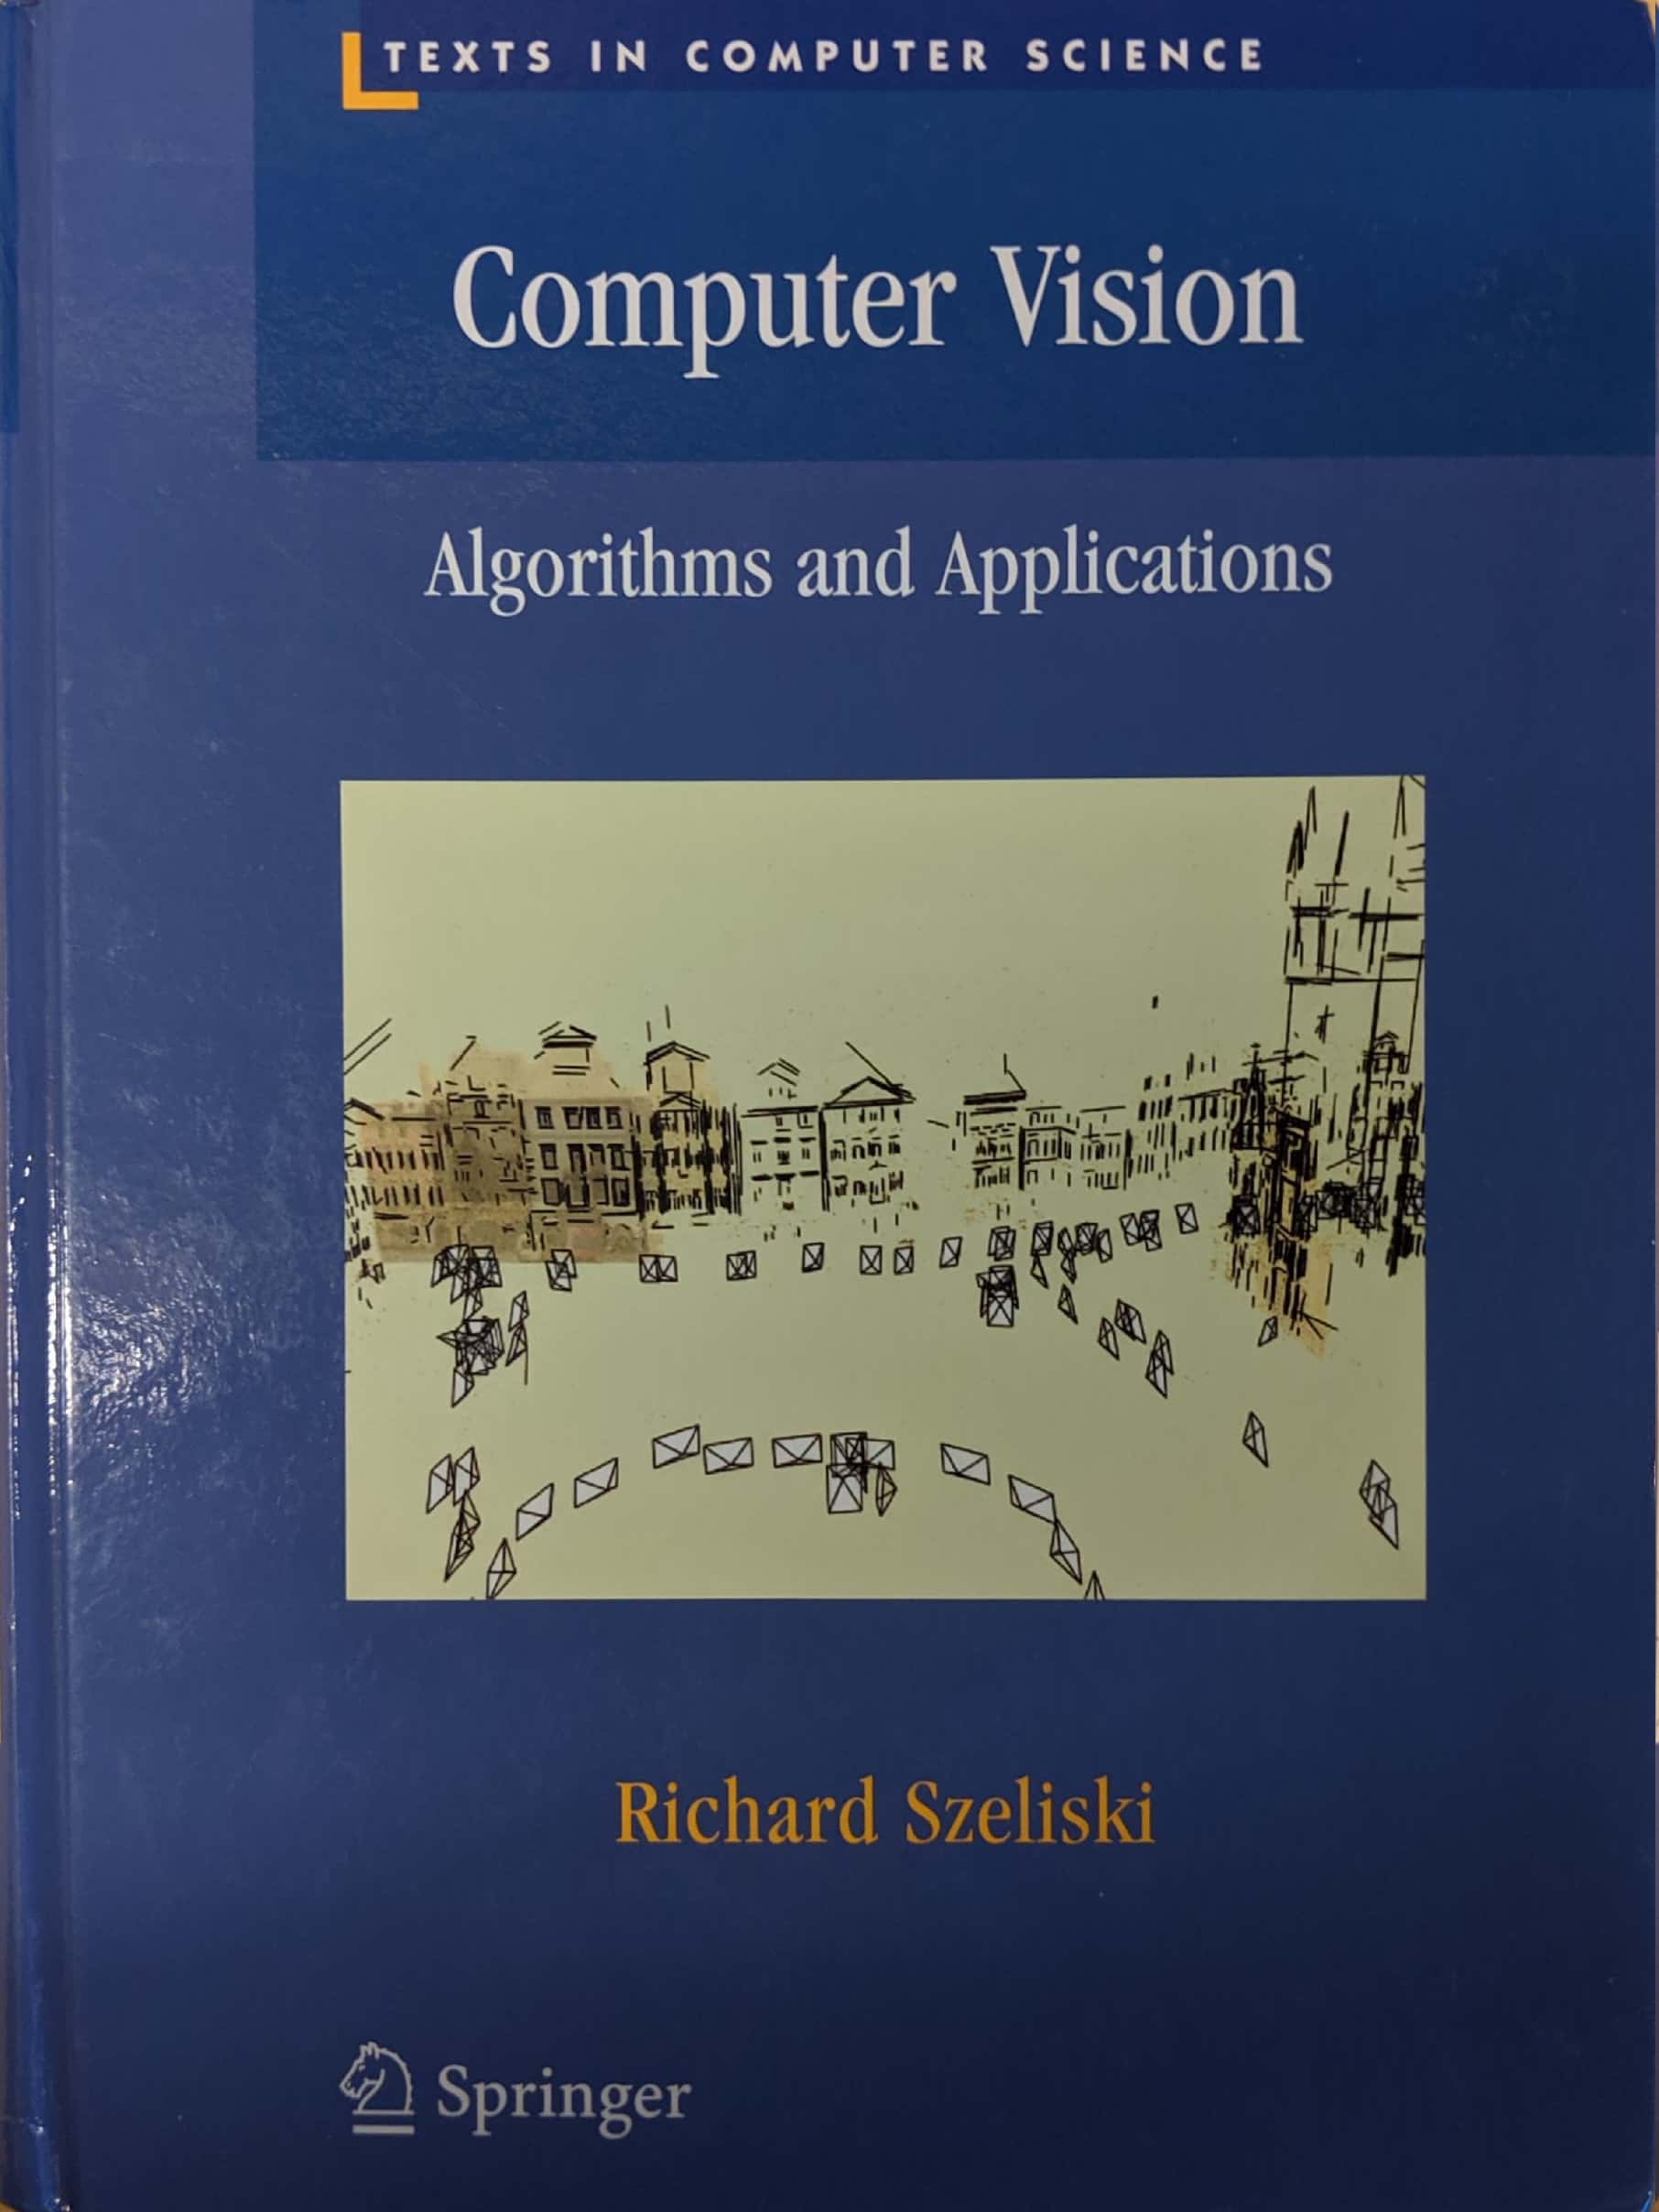 TEXTS IN COMPUTER SCIENCE
Computer Vision
Algorithms and Applications
Richard Szeliski
Springer